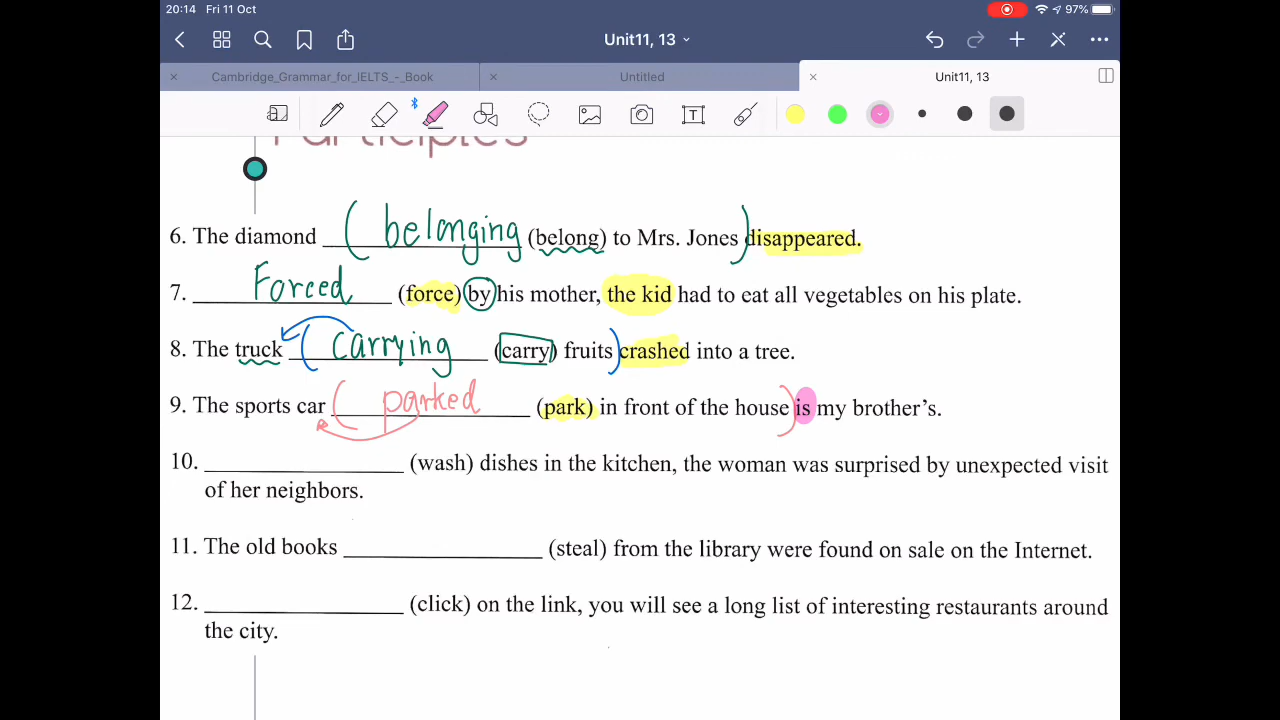 20:14 Fri 11 Oct 97%
Unit11, 13
Cambridge_Grammar_for_IELTS_-_Book Untitled Unit11, 13
Participles
6. The diamond ( belonging (belong) to Mrs. Jones ) disappeared.
7. Forced (force) by his mother, the kid had to eat all vegetables on his plate.
8. The truck ( carrying (carry) fruits ) crashed into a tree.
9. The sports car ( parked (park) in front of the house ) is my brother's.
10. ________________ (wash) dishes in the kitchen, the woman was surprised by unexpected visit
of her neighbors.
11. The old books ________________ (steal) from the library were found on sale on the Internet.
12. ________________ (click) on the link, you will see a long list of interesting restaurants around
the city.